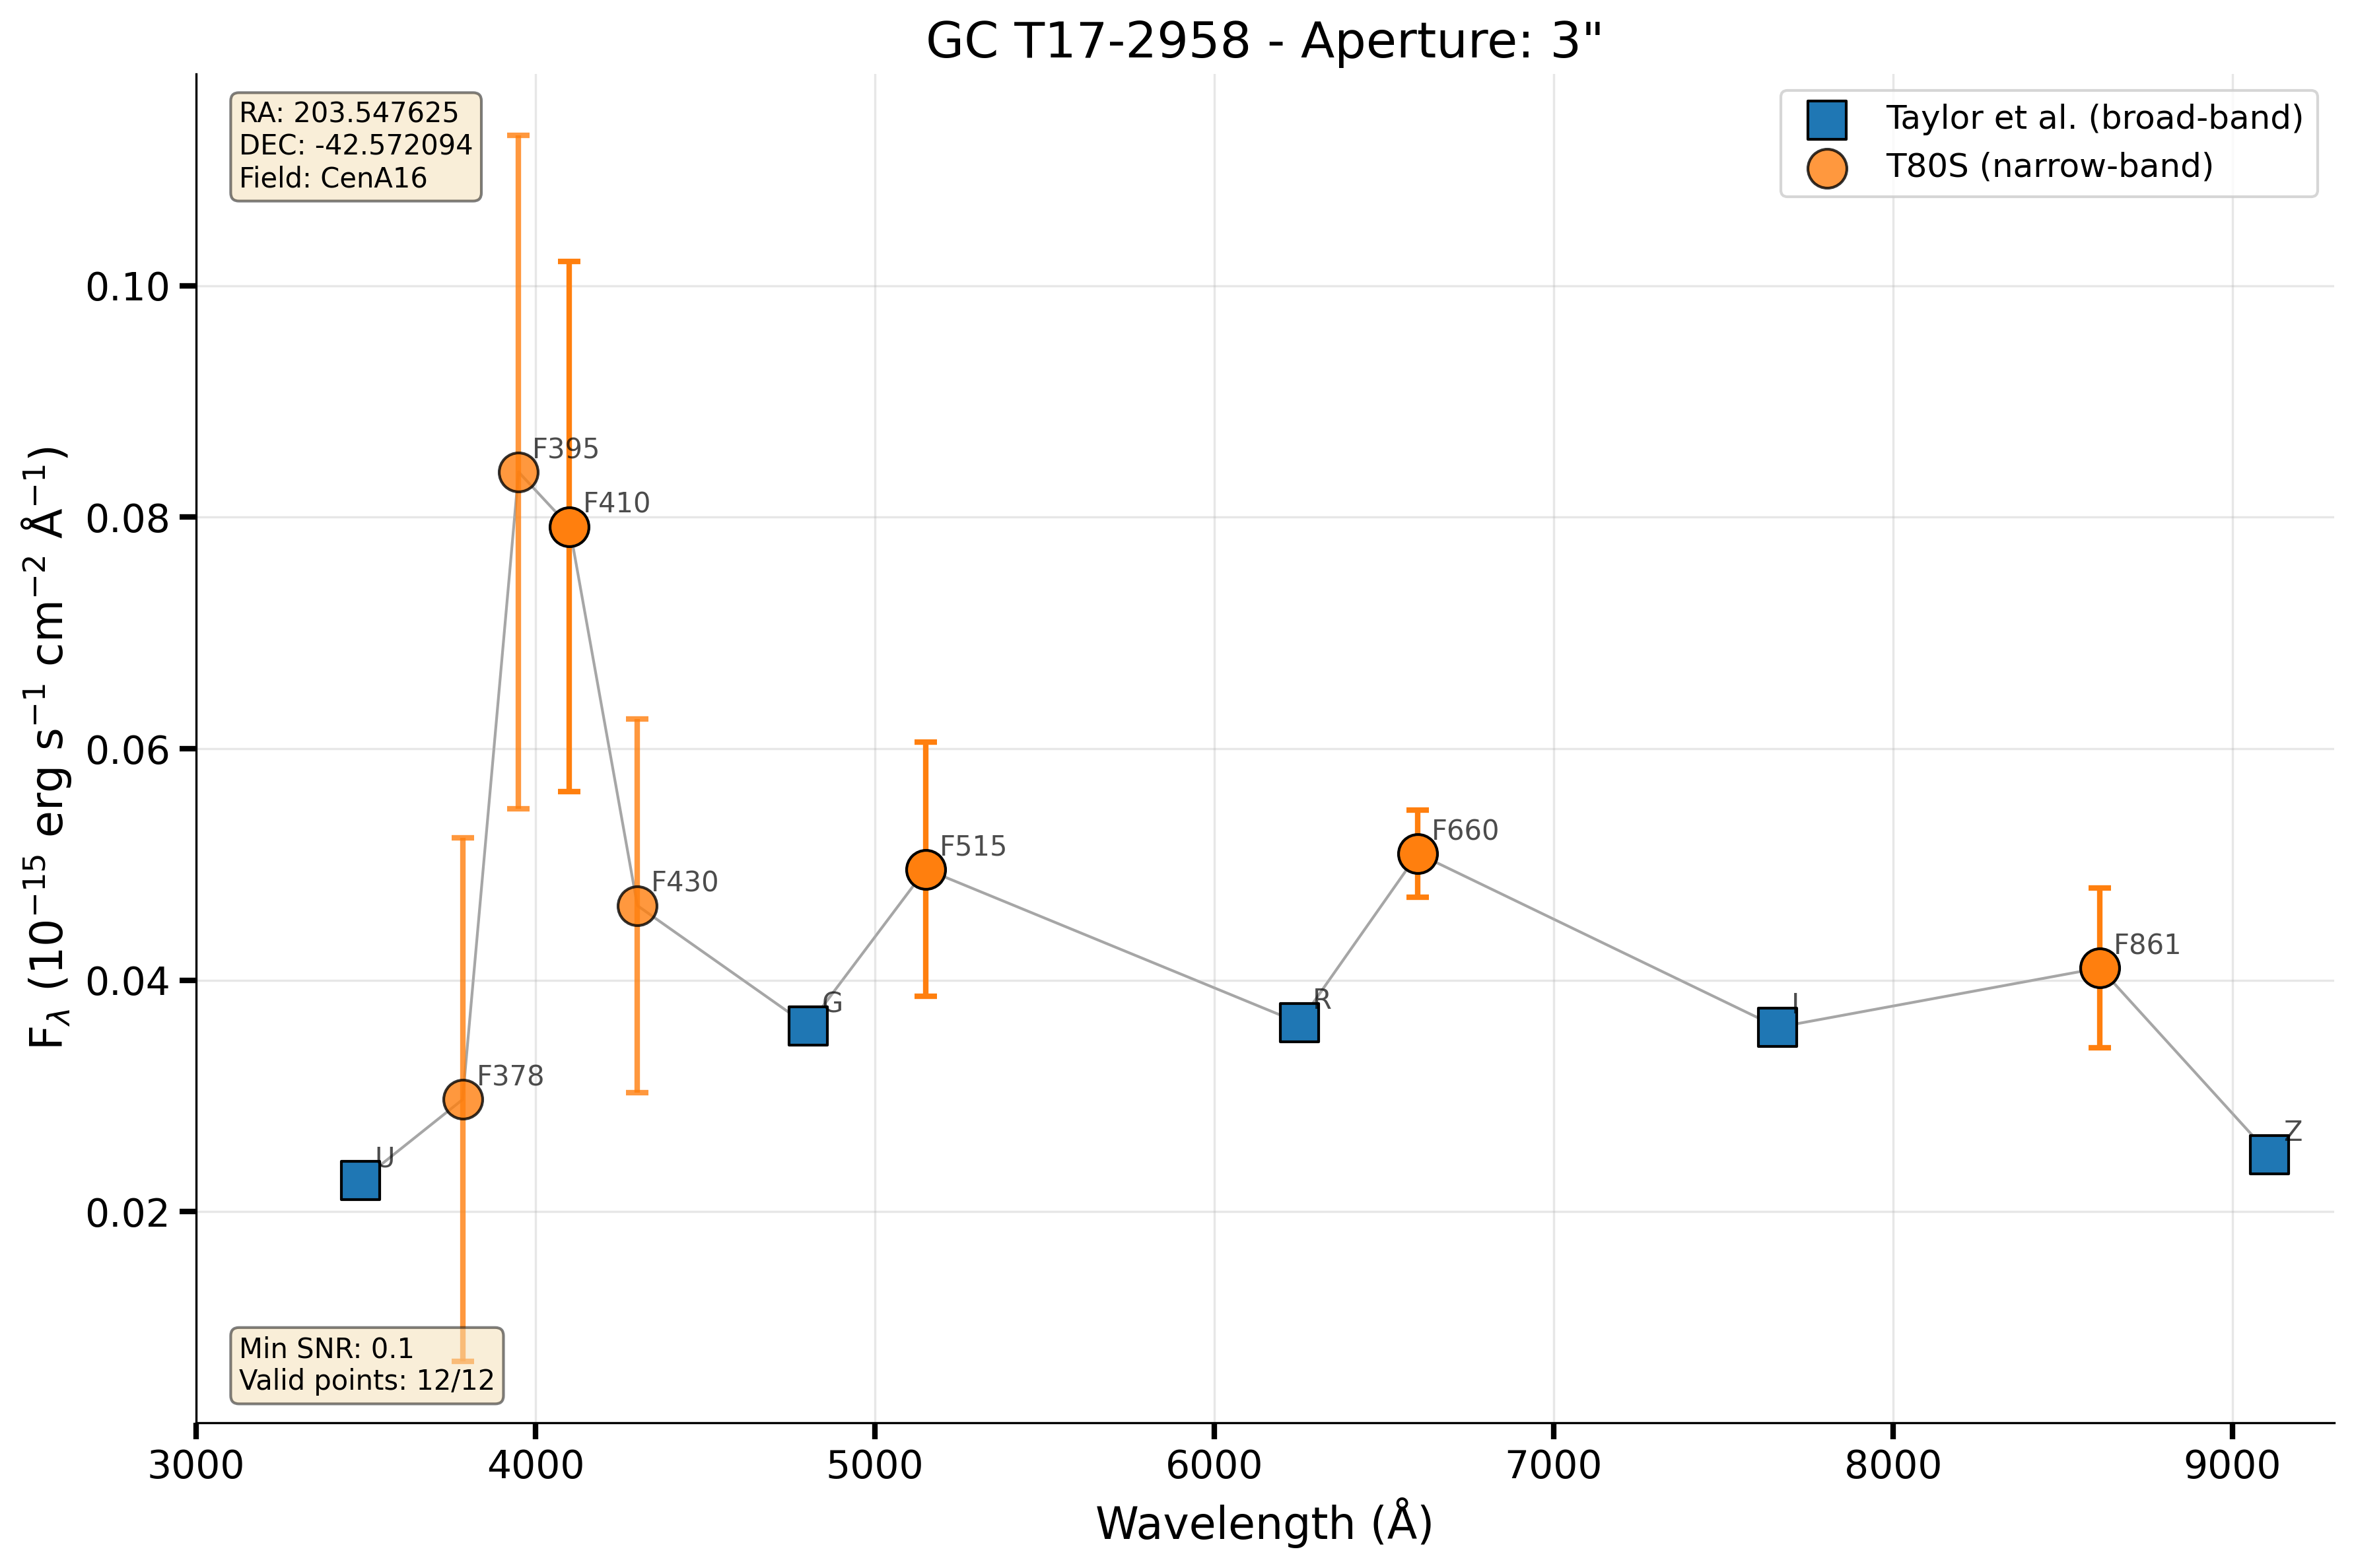 GC T17-2958 - Aperture: 3"
RA: 203.547625
DEC: -42.572094
Field: CenA16
Taylor et al. (broad-band)
T80S (narrow-band)
F395
F410
F430
F378
F515
F660
F861
U
G
R
I
Z
0.10
0.08
0.06
0.04
0.02
F_λ (10⁻¹⁵ erg s⁻¹ cm⁻² Å⁻¹)
Min SNR: 0.1
Valid points: 12/12
3000 4000 5000 6000 7000 8000 9000
Wavelength (Å)